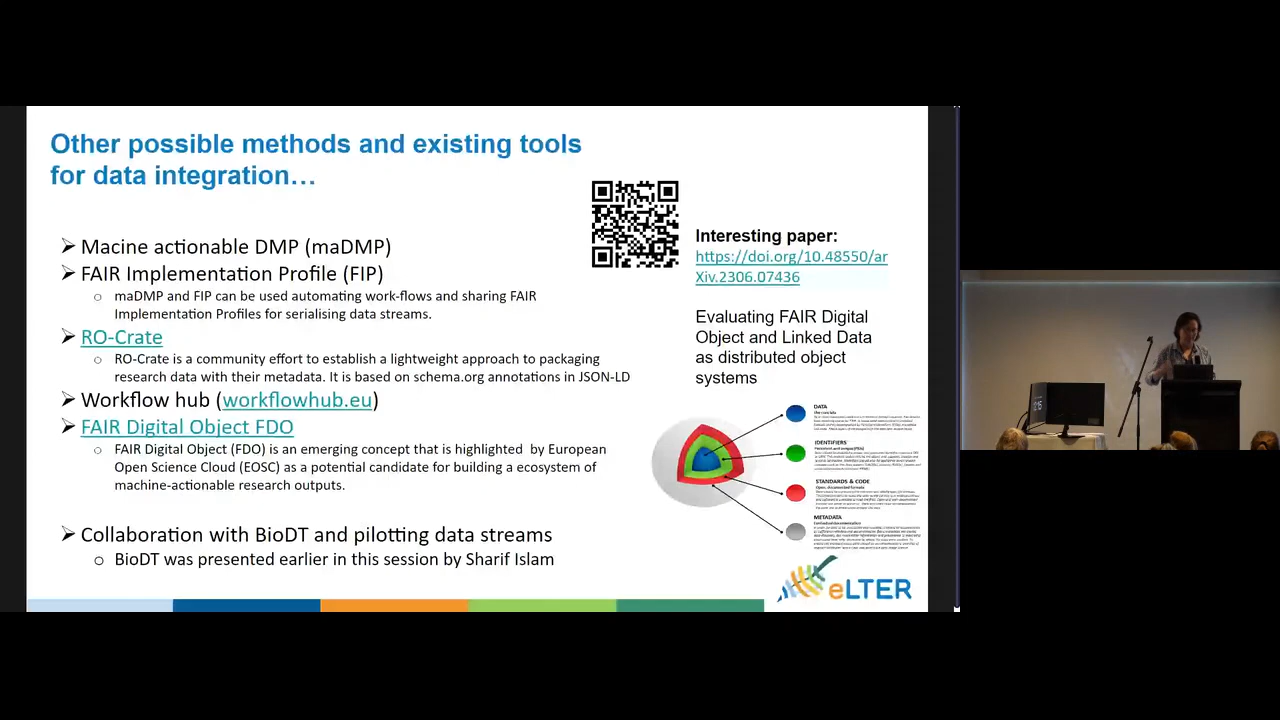 Other possible methods and existing tools
for data integration…
Macine actionable DMP (maDMP)
FAIR Implementation Profile (FIP)
maDMP and FIP can be used automating work-flows and sharing FAIR
Implementation Profiles for serialising data streams.
RO-Crate
RO-Crate is a community effort to establish a lightweight approach to packaging
research data with their metadata. It is based on schema.org annotations in JSON-LD
Workflow hub (workflowhub.eu)
FAIR Digital Object FDO
Fair Digital Object (FDO) is an emerging concept that is highlighted by European
Open Science Cloud (EOSC) as a potential candidate for building a ecosystem of
machine-actionable research outputs.
Collaboration with BioDT and piloting data streams
BioDT was presented earlier in this session by Sharif Islam
Interesting paper:
https://doi.org/10.48550/ar
Xiv.2306.07436
Evaluating FAIR Digital
Object and Linked Data
as distributed object
systems
DATA
IDENTIFIERS
STANDARDS & CODE
METADATA
eLTER